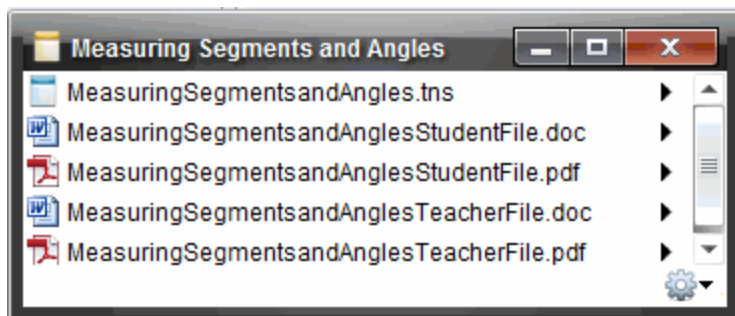 Measuring Segments and Angles
MeasuringSegmentsandAngles.tns
MeasuringSegmentsandAnglesStudentFile.doc
MeasuringSegmentsandAnglesStudentFile.pdf
MeasuringSegmentsandAnglesTeacherFile.doc
MeasuringSegmentsandAnglesTeacherFile.pdf